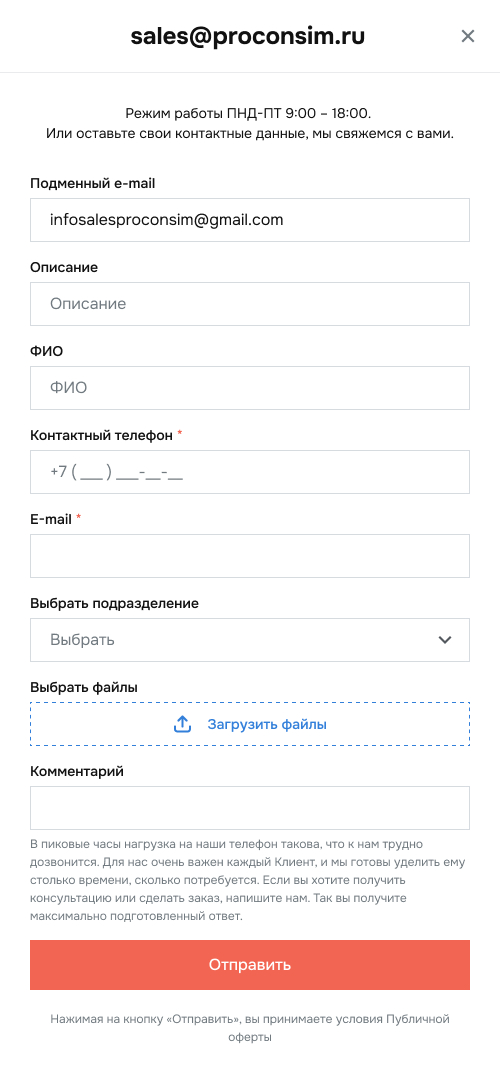 sales@proconsim.ru
Режим работы ПНД-ПТ 9:00 – 18:00.
Или оставьте свои контактные данные, мы свяжемся с вами.
Подменный e-mail
infosalesproconsim@gmail.com
Описание
Описание
ФИО
ФИО
Контактный телефон *
+7 ( ___ ) ___-__-__
E-mail *
Выбрать подразделение
Выбрать
Выбрать файлы
Загрузить файлы
Комментарий
В пиковые часы нагрузка на наши телефон такова, что к нам трудно
дозвонится. Для нас очень важен каждый Клиент, и мы готовы уделить ему
столько времени, сколько потребуется. Если вы хотите получить
консультацию или сделать заказ, напишите нам. Так вы получите
максимально подготовленный ответ.
Отправить
Нажимая на кнопку «Отправить», вы принимаете условия Публичной
оферты